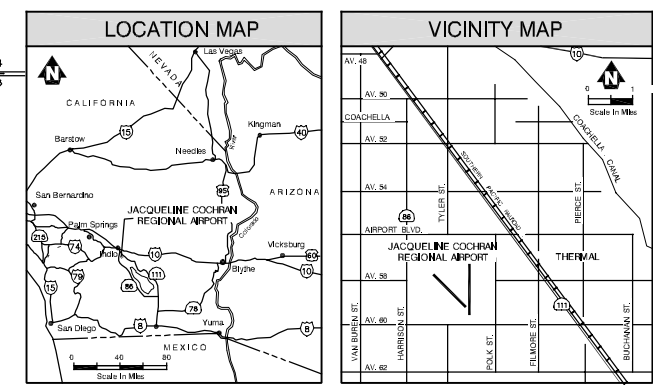 LOCATION MAP
N
Las Vegas
NEVADA
CALIFORNIA
15
Kingman
40
Barstow
Needles
River
95
ARIZONA
San Bernardino
JACQUELINE COCHRAN
REGIONAL AIRPORT
Palm Springs
Colorado
215
74
Indio
10
Vicksburg
60
10
Blythe
79
111
86
15
78
San Diego
8
Yuma
8
MEXICO
0 40 80
Scale In Miles
VICINITY MAP
10
AV. 48
N
0 1
Scale In Miles
AV. 50
COACHELLA
COACHELLA CANAL
AV. 52
SOUTHERN PACIFIC RAILROAD
AV. 54
TYLER ST.
PIERCE ST.
86
AIRPORT BLVD.
JACQUELINE COCHRAN
REGIONAL AIRPORT
THERMAL
AV. 58
111
AV. 60
VAN BUREN ST.
HARRISON ST.
POLK ST.
FILMORE ST.
BUCHANAN ST.
AV. 62